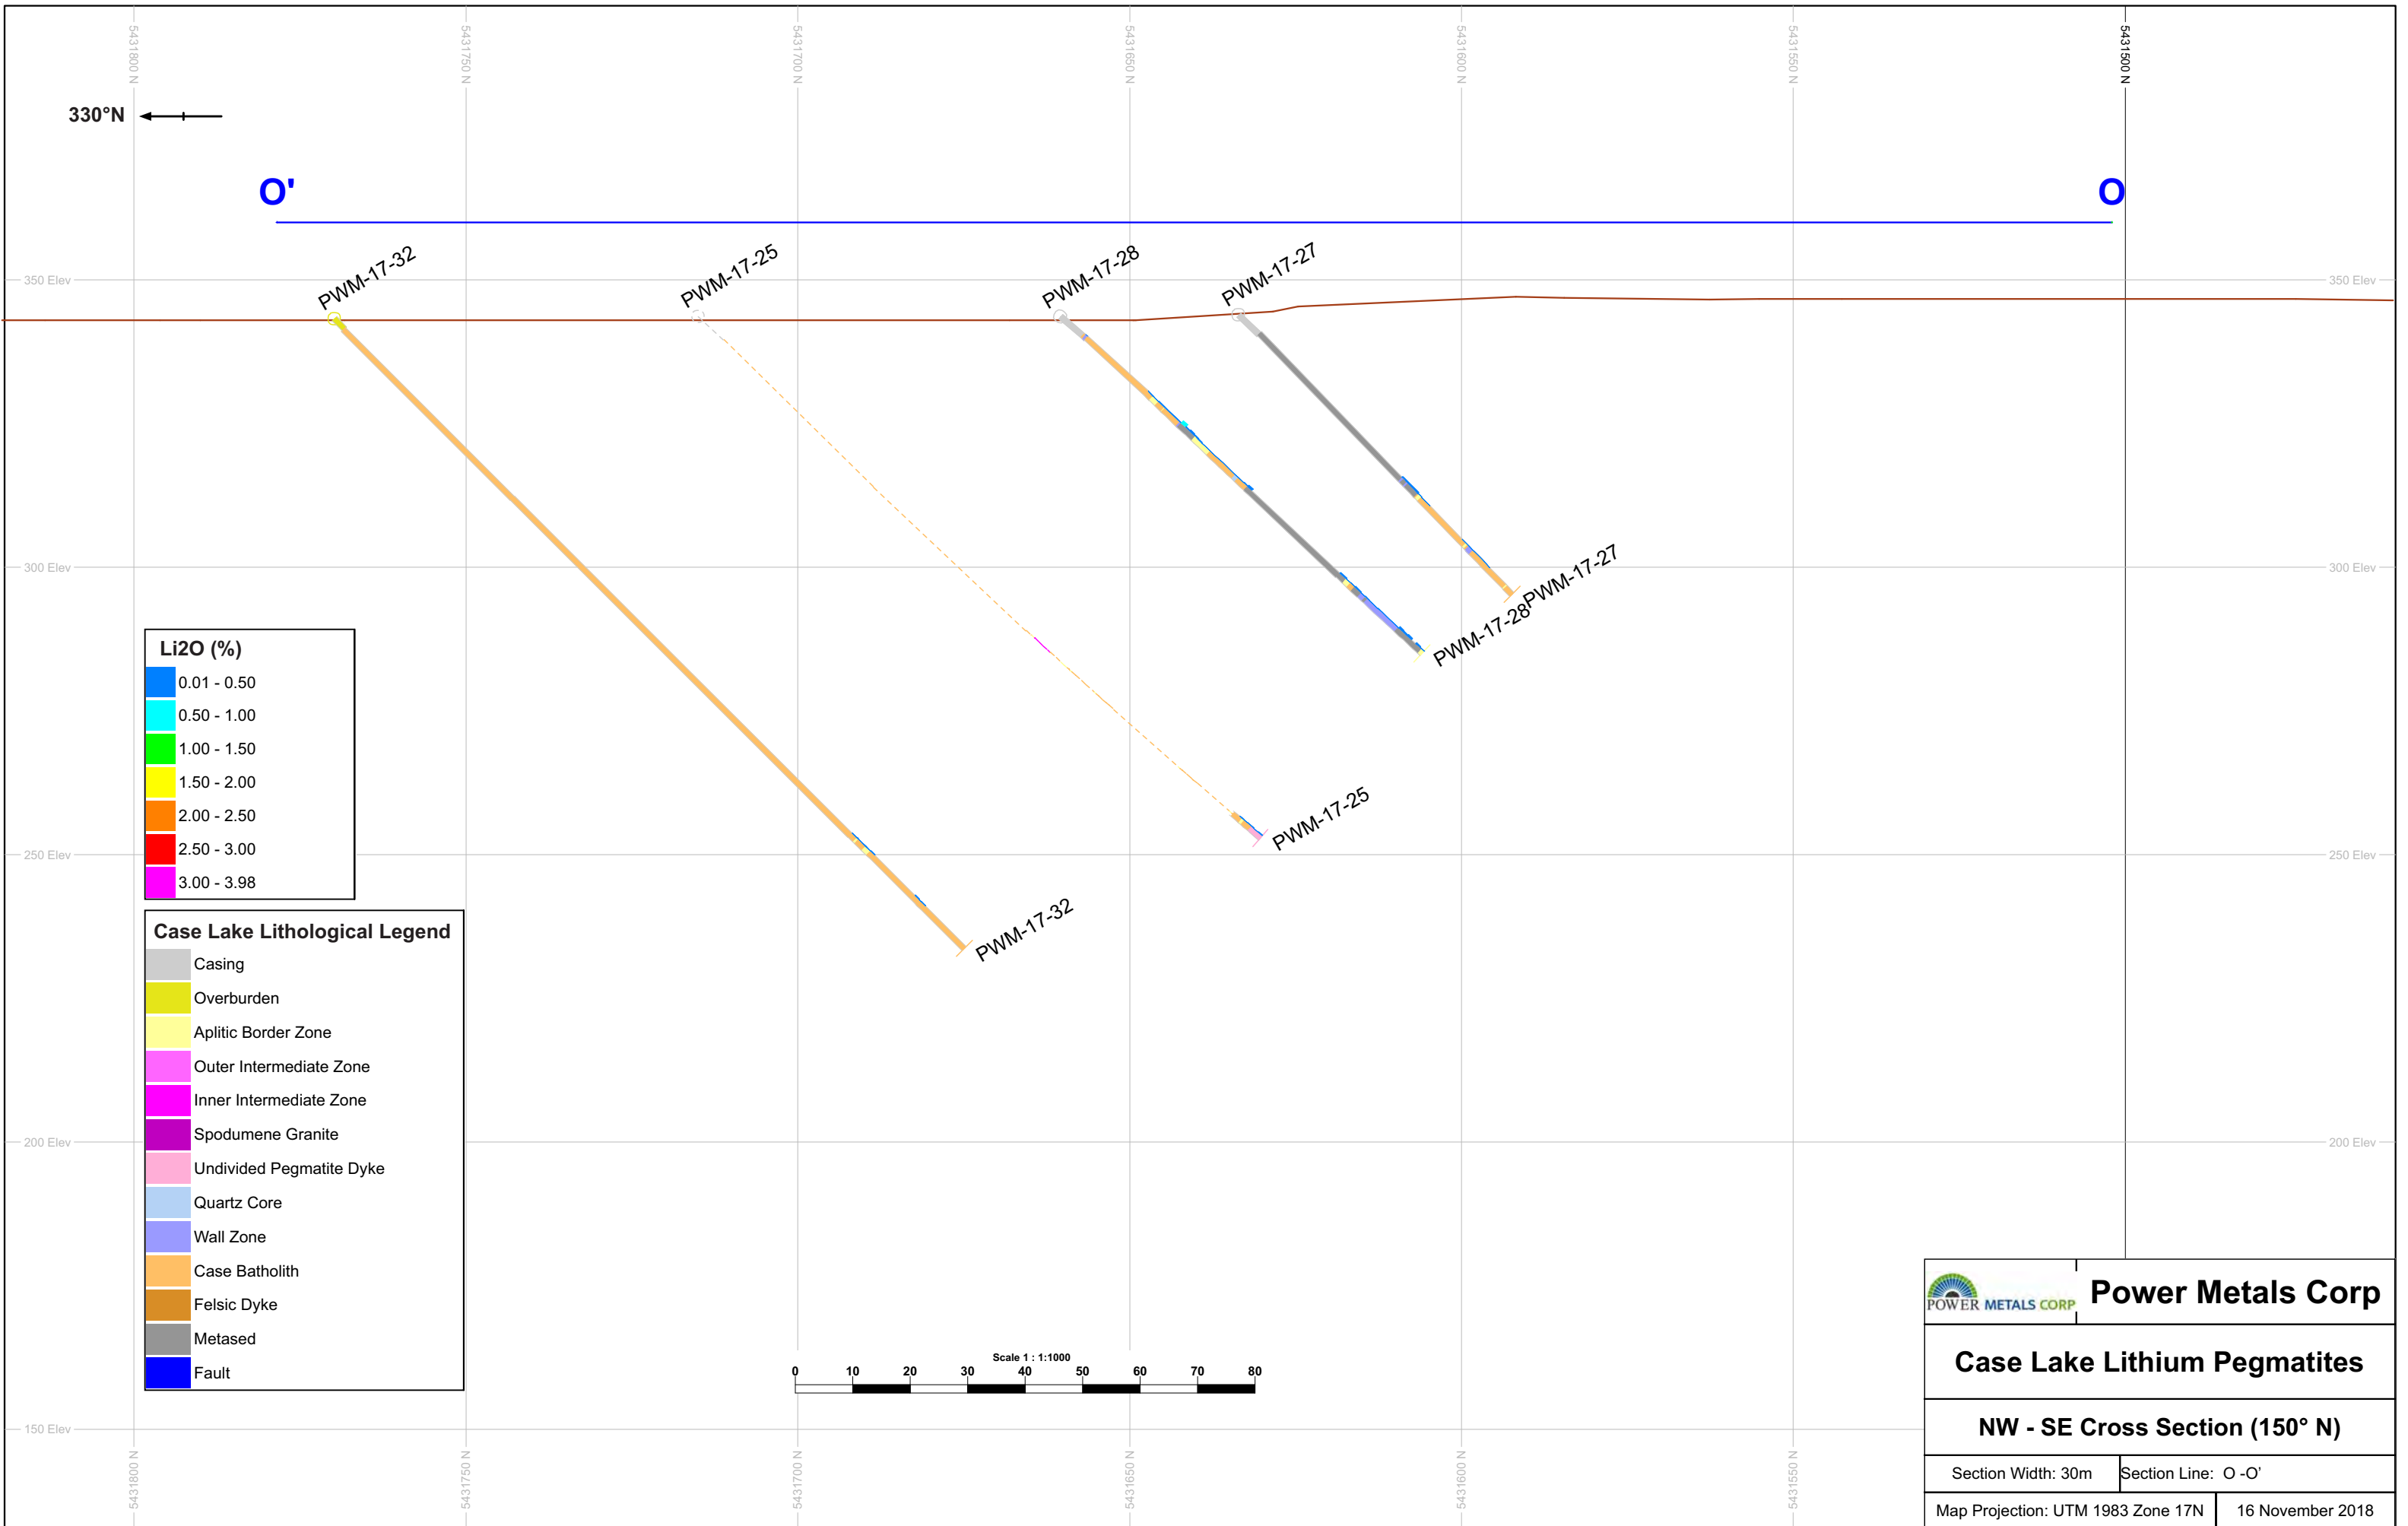 5431800 N
5431750 N
5431700 N
5431650 N
5431600 N
5431550 N
5431500 N
330°N
O'
O
PWM-17-32
PWM-17-25
PWM-17-28
PWM-17-27
350 Elev
350 Elev
300 Elev
300 Elev
PWM-17-27
PWM-17-28
PWM-17-25
PWM-17-32
250 Elev
250 Elev
200 Elev
200 Elev
150 Elev
Li2O (%)
0.01 - 0.50
0.50 - 1.00
1.00 - 1.50
1.50 - 2.00
2.00 - 2.50
2.50 - 3.00
3.00 - 3.98
Case Lake Lithological Legend
Casing
Overburden
Aplitic Border Zone
Outer Intermediate Zone
Inner Intermediate Zone
Spodumene Granite
Undivided Pegmatite Dyke
Quartz Core
Wall Zone
Case Batholith
Felsic Dyke
Metased
Fault
Scale 1 : 1:1000
0 10 20 30 40 50 60 70 80
POWER METALS CORP
Power Metals Corp
Case Lake Lithium Pegmatites
NW - SE Cross Section (150° N)
Section Width: 30m
Section Line: O -O'
Map Projection: UTM 1983 Zone 17N
16 November 2018
5431800 N
5431750 N
5431700 N
5431650 N
5431600 N
5431550 N